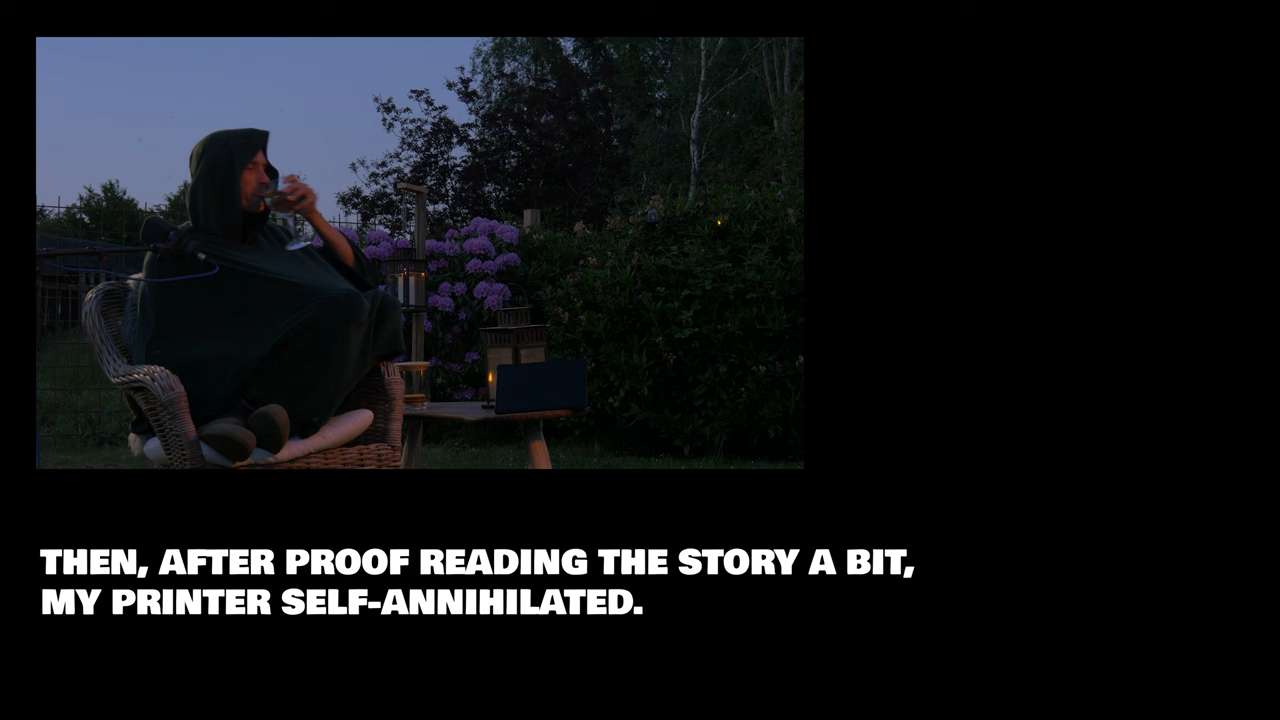 THEN, AFTER PROOF READING THE STORY A BIT,
MY PRINTER SELF-ANNIHILATED.